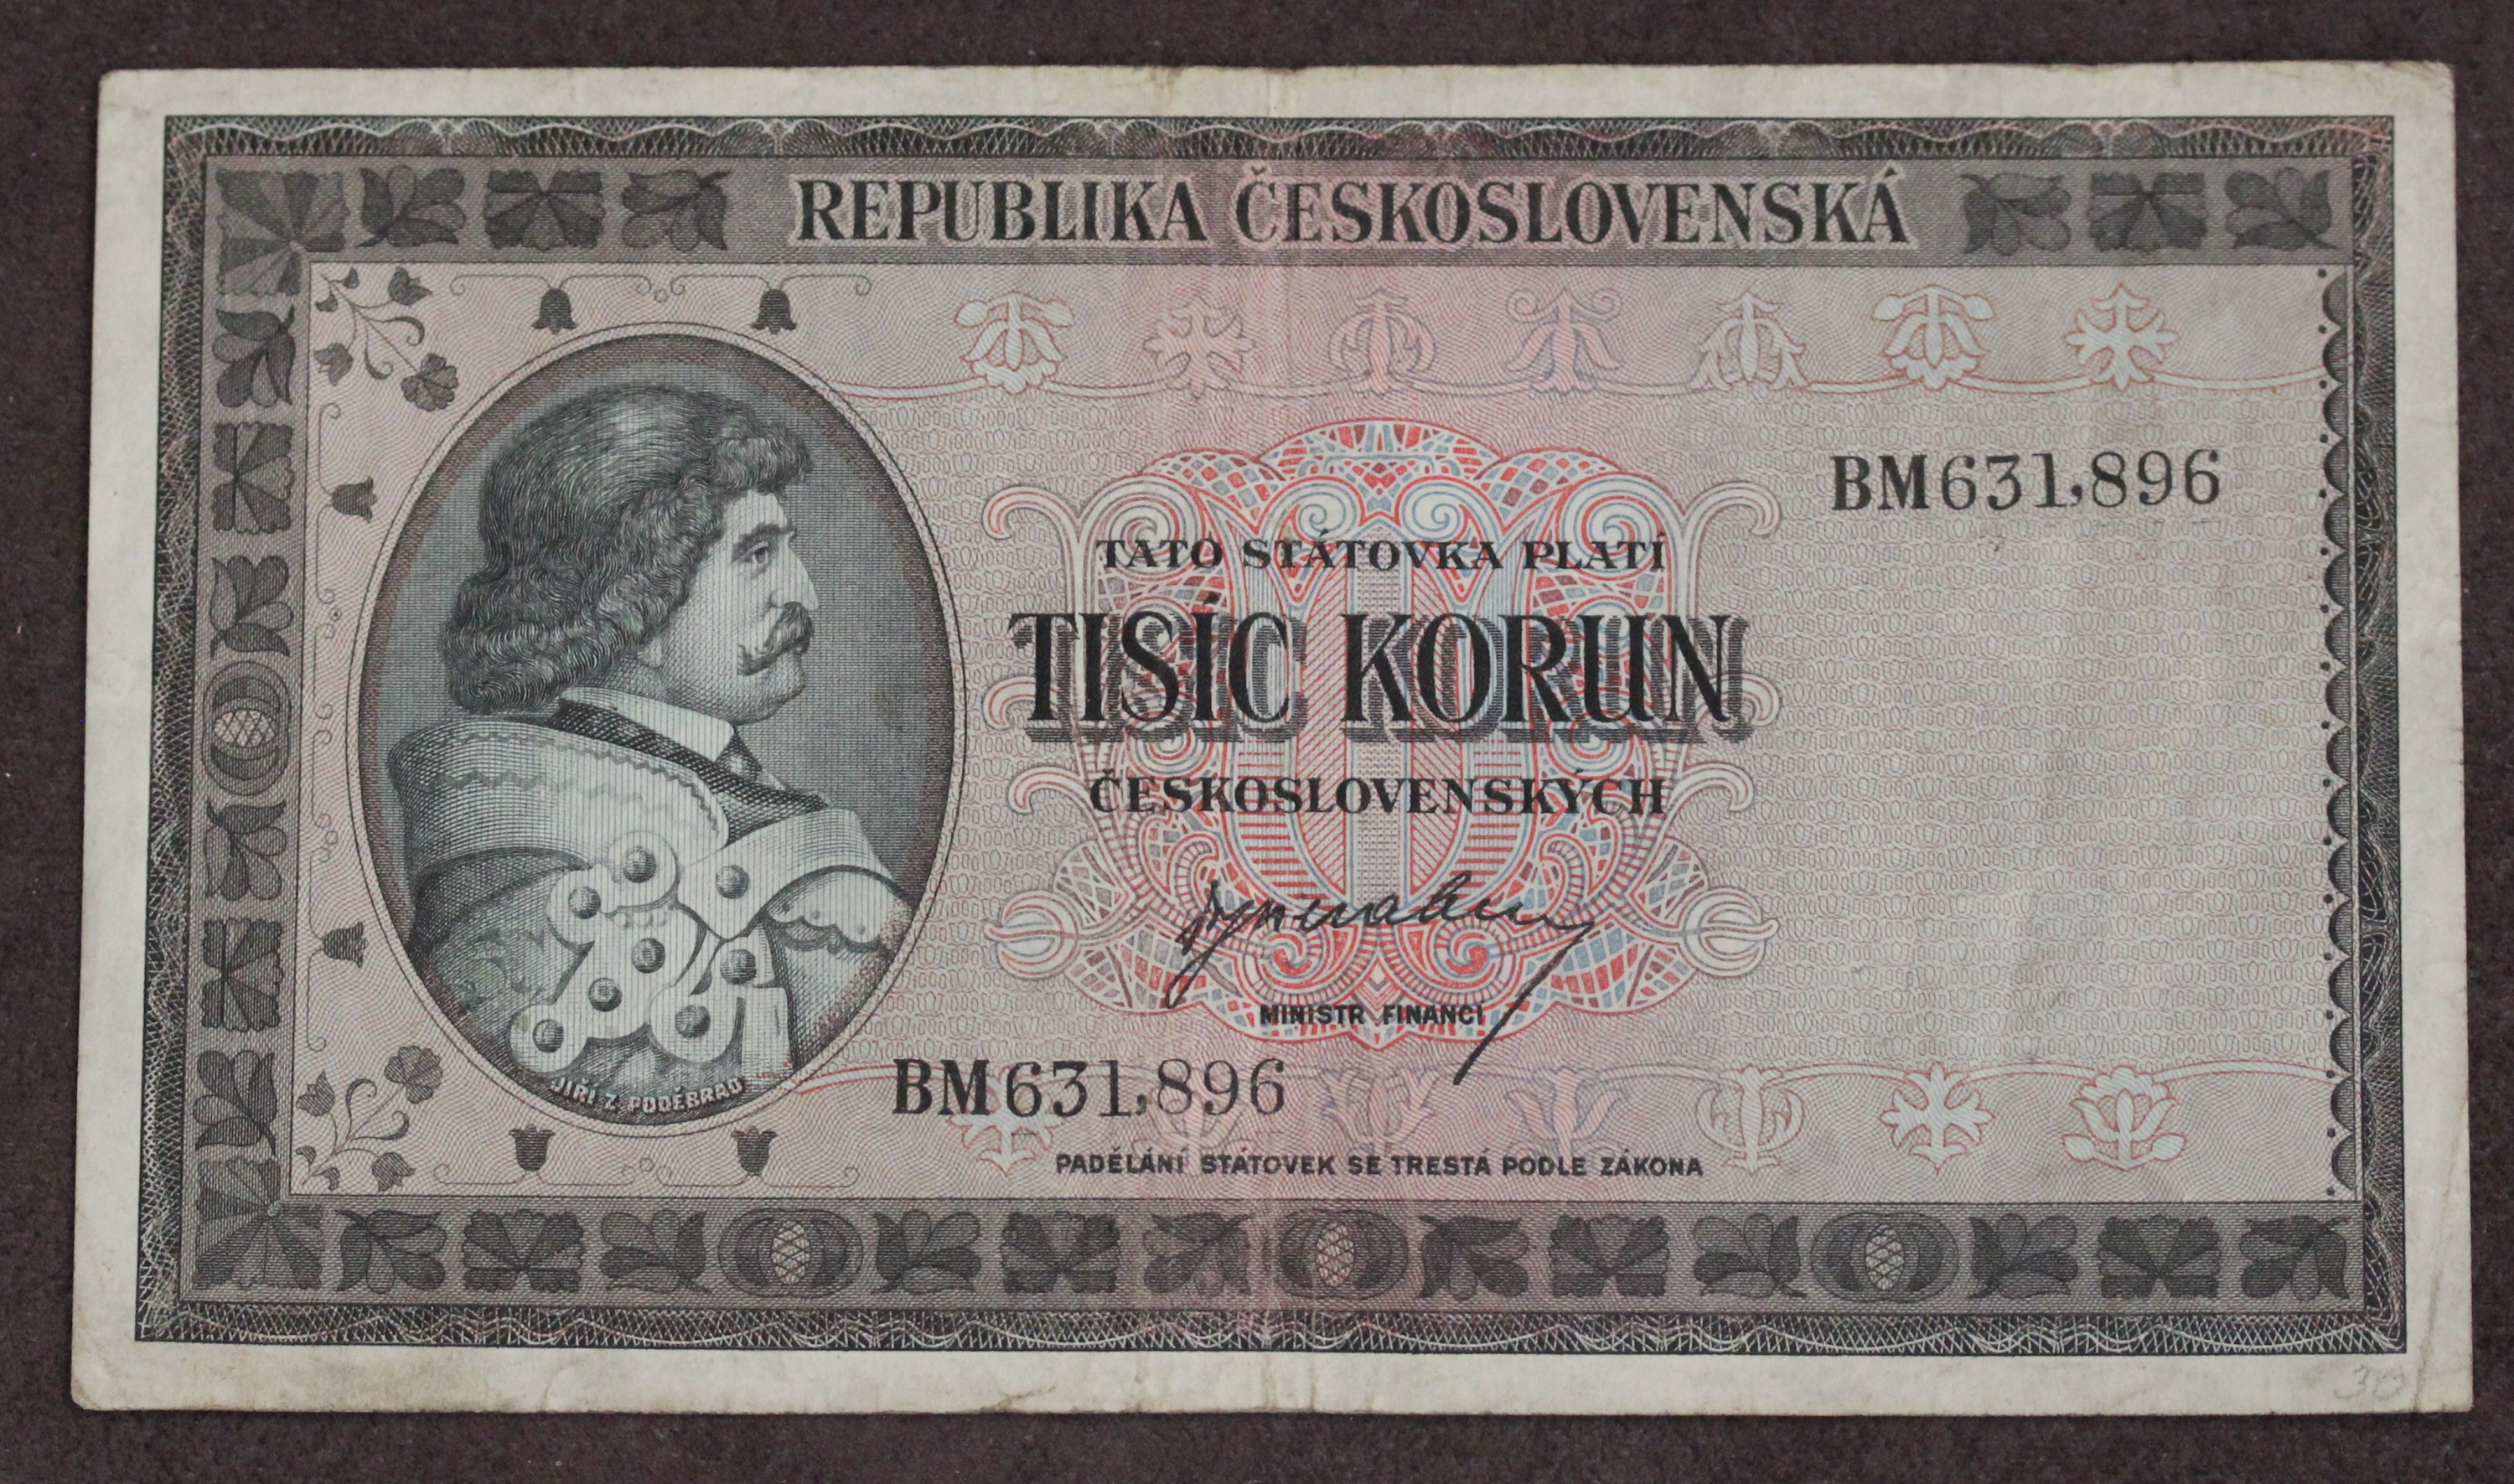 REPUBLIKA ČESKOSLOVENSKÁ
BM631,896
TATO STÁTOVKA PLATÍ
TISÍC KORUN
ČESKOSLOVENSKÝCH
MINISTR FINANCÍ
JIŘI Z PODĚBRAD
BM631,896
PADĚLÁNÍ STÁTOVEK SE TRESTÁ PODLE ZÁKONA